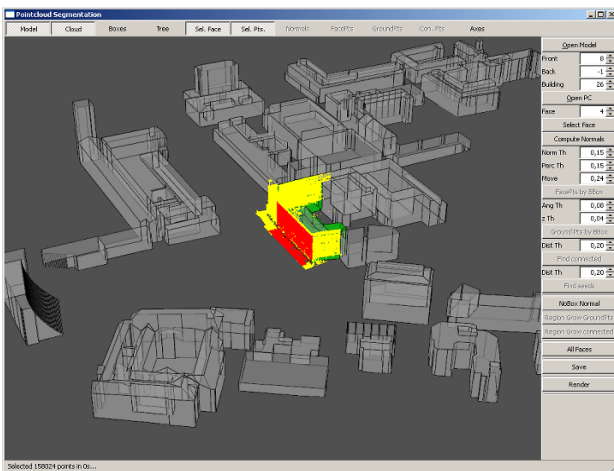 Pointcloud Segmentation
Model Cloud Boxes Tree Sel. Face Sel. Pts. Normals FacePts GroundPts Con. Pts Axes
Open Model
Front 8
Back -1
Building 26
Open PC
Face 4
Select Face
Compute Normals
Norm Th 0,15
Perc Th 0,15
Move 0,24
FacePts by BBox
Ang Th 0,08
z Th 0,04
Ground Pts by BBox
Dist Th 0,20
Find connected
Dist Th 0,20
Find seeds
NoBox Normal
Region Grow GroundPts
Region Grow connected
All Faces
Save
Render
Selected 158024 points in 0s...